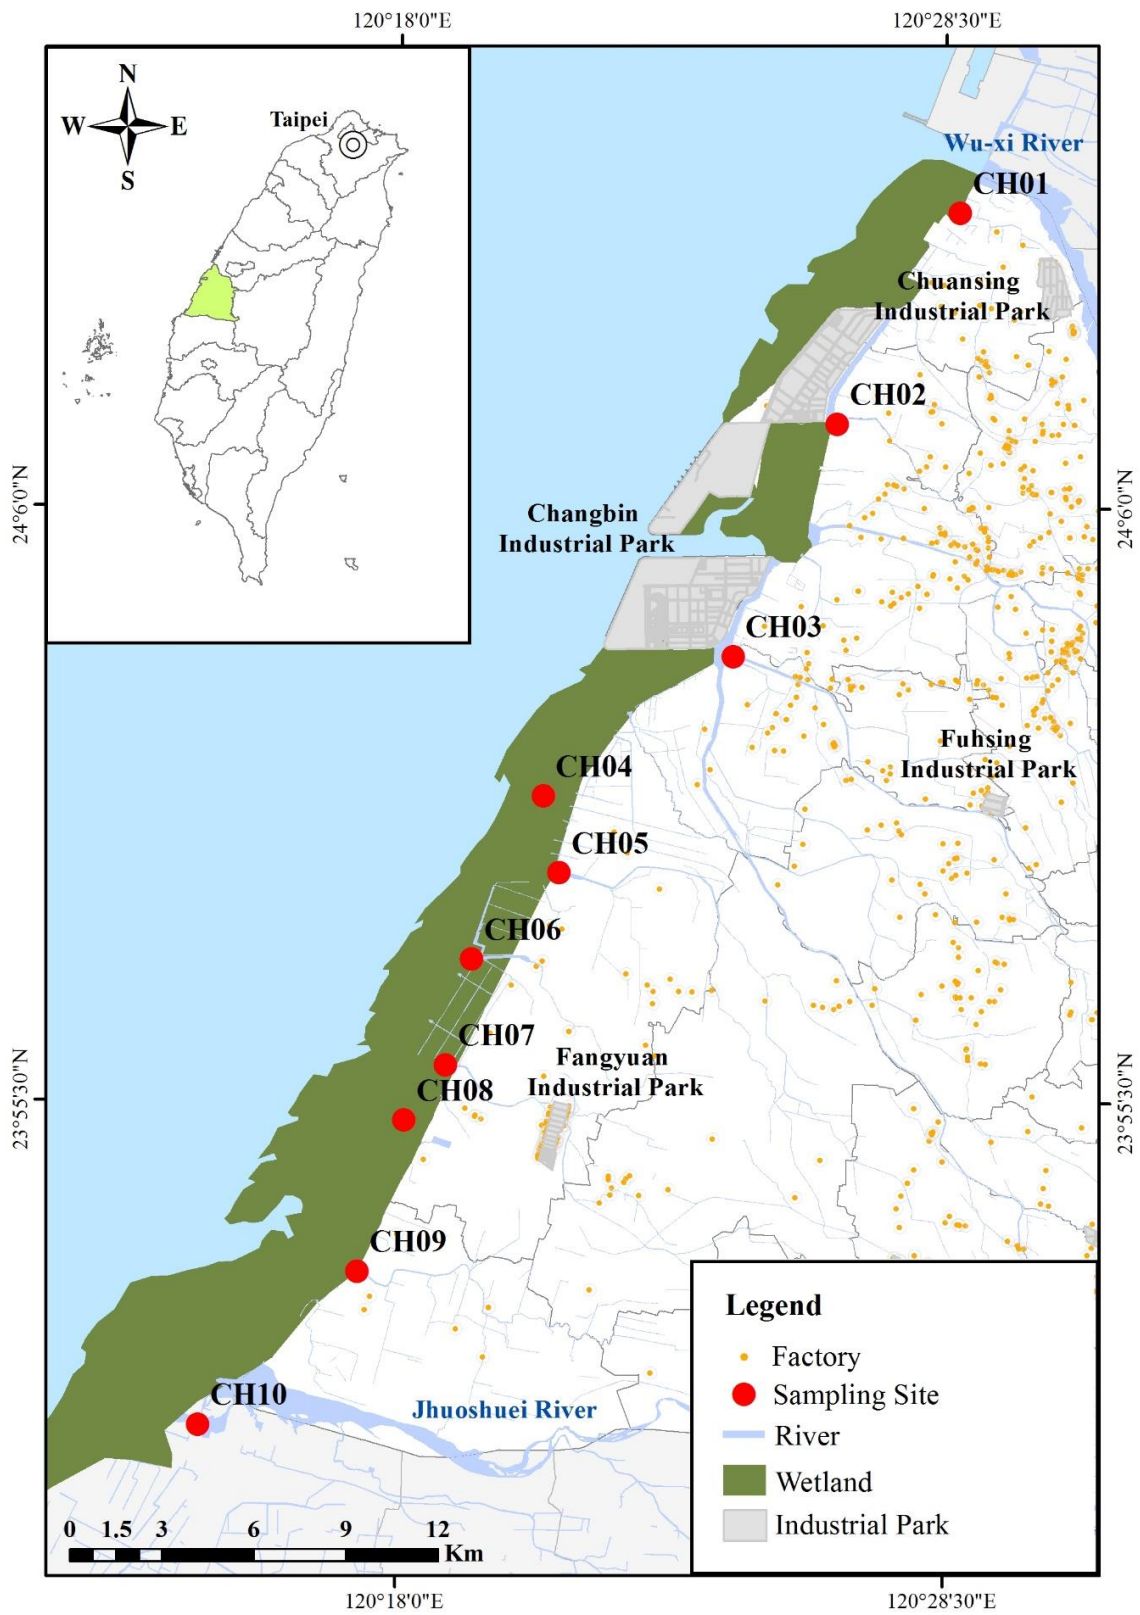 120°18'0"E
120°28'30"E
N
W
E
S
Taipei
Wu-xi River
CH01
Chuansing
Industrial Park
CH02
24°6'0"N
24°6'0"N
Changbin
Industrial Park
CH03
Fuhsing
Industrial Park
CH04
CH05
CH06
CH07
Fangyuan
Industrial Park
CH08
23°55'30"N
23°55'30"N
CH09
CH10
Jhuoshuei River
Legend
Factory
Sampling Site
River
Wetland
Industrial Park
0 1.5 3 6 9 12
Km
120°18'0"E
120°28'30"E